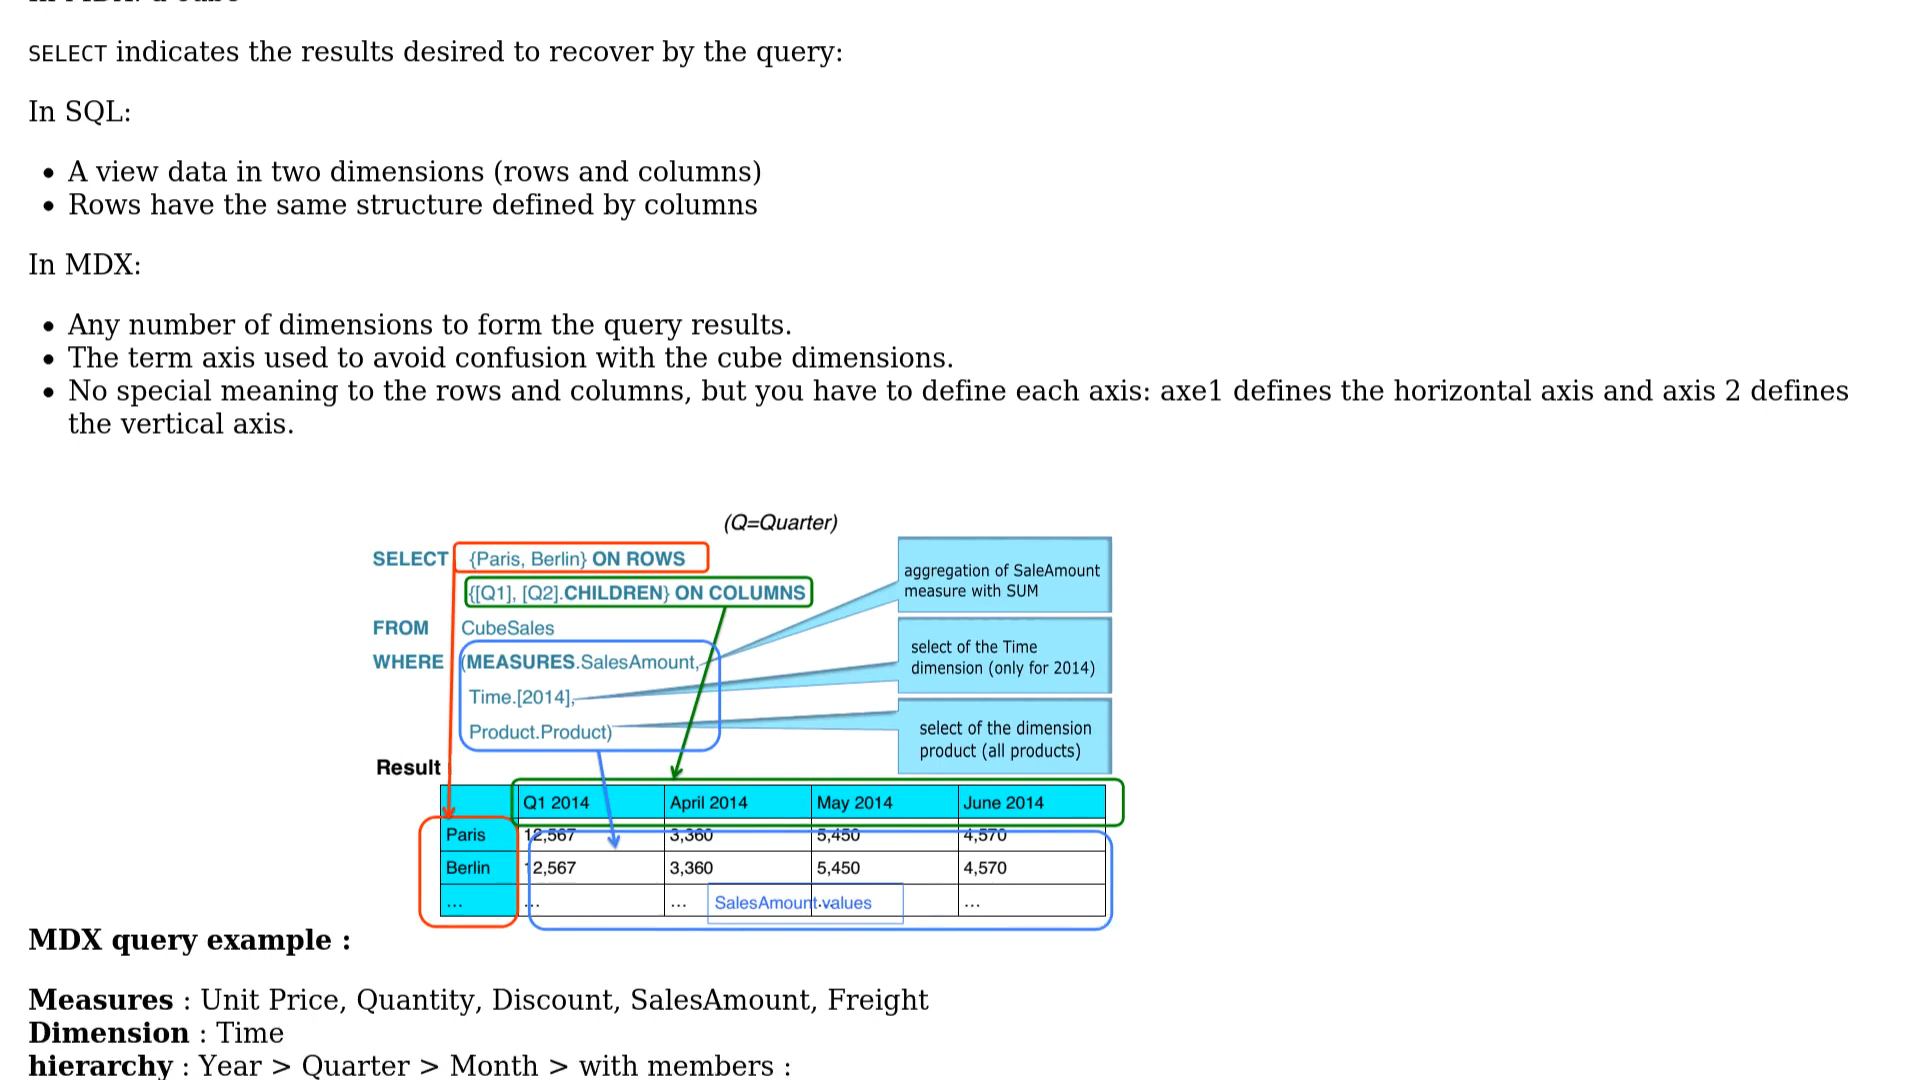 SELECT indicates the results desired to recover by the query:
In SQL:
• A view data in two dimensions (rows and columns)
• Rows have the same structure defined by columns
In MDX:
• Any number of dimensions to form the query results.
• The term axis used to avoid confusion with the cube dimensions.
• No special meaning to the rows and columns, but you have to define each axis: axe1 defines the horizontal axis and axis 2 defines
the vertical axis.
(Q=Quarter)
SELECT {Paris, Berlin} ON ROWS
{[Q1], [Q2].CHILDREN} ON COLUMNS
FROM CubeSales
WHERE (MEASURES.SalesAmount,
Time.[2014],
Product.Product)
aggregation of SaleAmount
measure with SUM
select of the Time
dimension (only for 2014)
select of the dimension
product (all products)
Result
Q1 2014 April 2014 May 2014 June 2014
Paris 12,567 3,360 5,450 4,570
Berlin 12,567 3,360 5,450 4,570
... ... ... ... ...
SalesAmount values
MDX query example :
Measures : Unit Price, Quantity, Discount, SalesAmount, Freight
Dimension : Time
hierarchy : Year > Quarter > Month > with members :